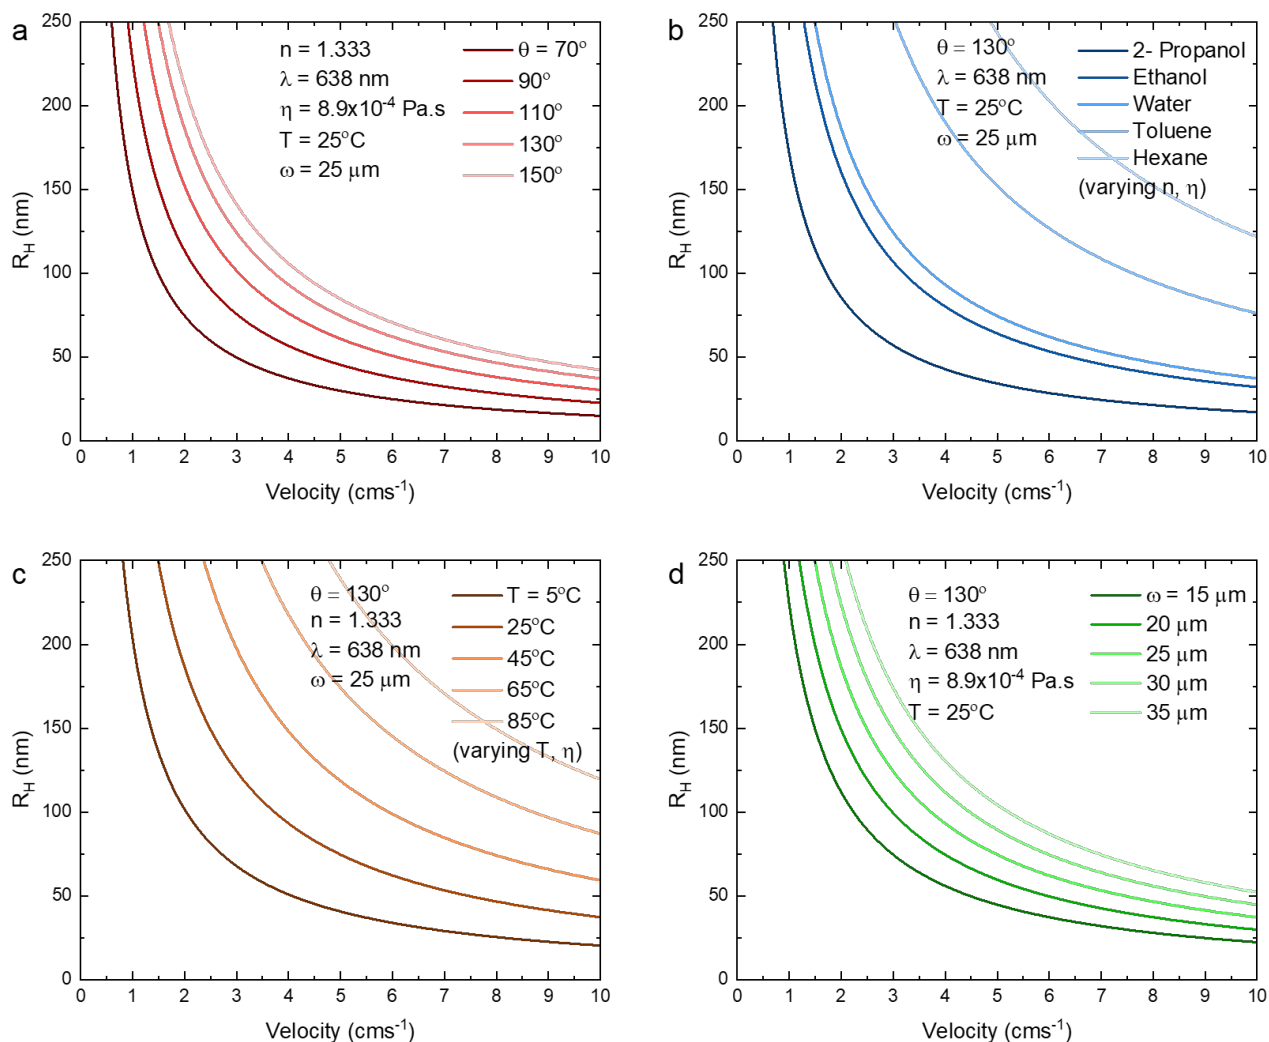 a
250
200
150
100
50
0
R_H (nm)
n = 1.333
λ = 638 nm
η = 8.9x10⁻⁴ Pa.s
T = 25°C
ω = 25 μm
θ = 70°
90°
110°
130°
150°
0 1 2 3 4 5 6 7 8 9 10
Velocity (cms⁻¹)
b
250
200
150
100
50
0
R_H (nm)
θ = 130°
λ = 638 nm
T = 25°C
ω = 25 μm
2- Propanol
Ethanol
Water
Toluene
Hexane
(varying n, η)
0 1 2 3 4 5 6 7 8 9 10
Velocity (cms⁻¹)
c
250
200
150
100
50
0
R_H (nm)
θ = 130°
n = 1.333
λ = 638 nm
ω = 25 μm
T = 5°C
25°C
45°C
65°C
85°C
(varying T, η)
0 1 2 3 4 5 6 7 8 9 10
Velocity (cms⁻¹)
d
250
200
150
100
50
0
R_H (nm)
θ = 130°
n = 1.333
λ = 638 nm
η = 8.9x10⁻⁴ Pa.s
T = 25°C
ω = 15 μm
20 μm
25 μm
30 μm
35 μm
0 1 2 3 4 5 6 7 8 9 10
Velocity (cms⁻¹)